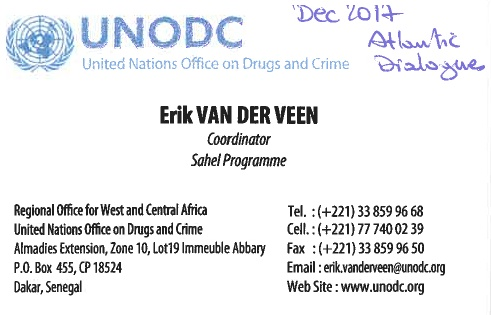 UNODC
United Nations Office on Drugs and Crime
Dec 2017
Atlantic
Dialogues
Erik VAN DER VEEN
Coordinator
Sahel Programme
Regional Office for West and Central Africa
United Nations Office on Drugs and Crime
Almadies Extension, Zone 10, Lot19 Immeuble Abbary
P.O. Box 455, CP 18524
Dakar, Senegal
Tel. : (+221) 33 859 96 68
Cell. : (+221) 77 740 02 39
Fax : (+221) 33 859 96 50
Email : erik.vanderveen@unodc.org
Web Site : www.unodc.org